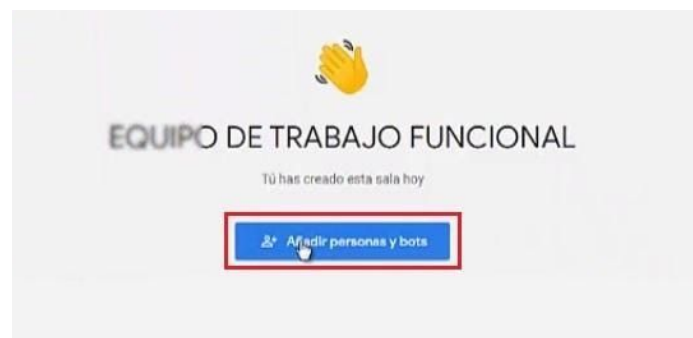 EQUIPO DE TRABAJO FUNCIONAL
Tú has creado esta sala hoy
Añadir personas y bots